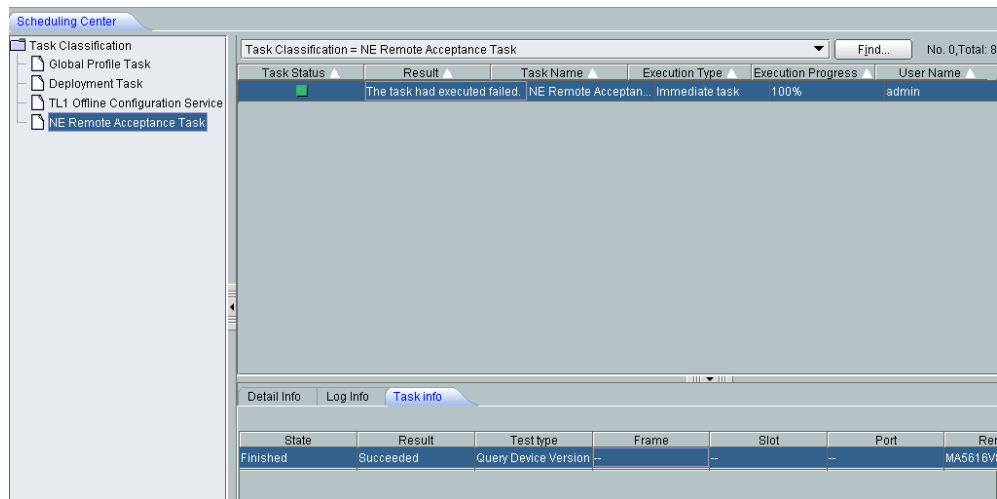 Scheduling Center
Task Classification
Global Profile Task
Deployment Task
TL1 Offline Configuration Service
NE Remote Acceptance Task
Task Classification = NE Remote Acceptance Task
Find...
No. 0,Total: 8
Task Status Result Task Name Execution Type Execution Progress User Name
The task had executed failed. NE Remote Acceptan... Immediate task 100% admin
Detail Info Log Info Task info
State Result Test type Frame Slot Port Rer
Finished Succeeded Query Device Version -- -- -- MA5616V8